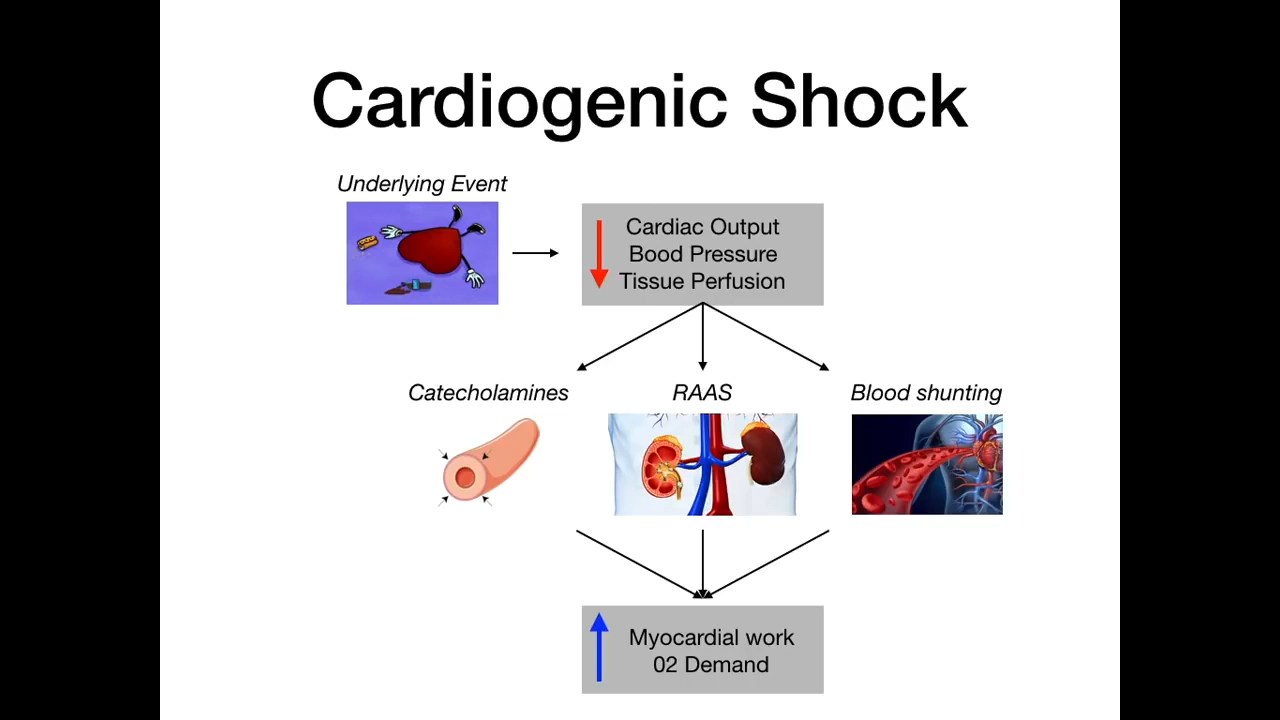 Cardiogenic Shock
Underlying Event
Cardiac Output
Bood Pressure
Tissue Perfusion
Catecholamines
RAAS
Blood shunting
Myocardial work
02 Demand